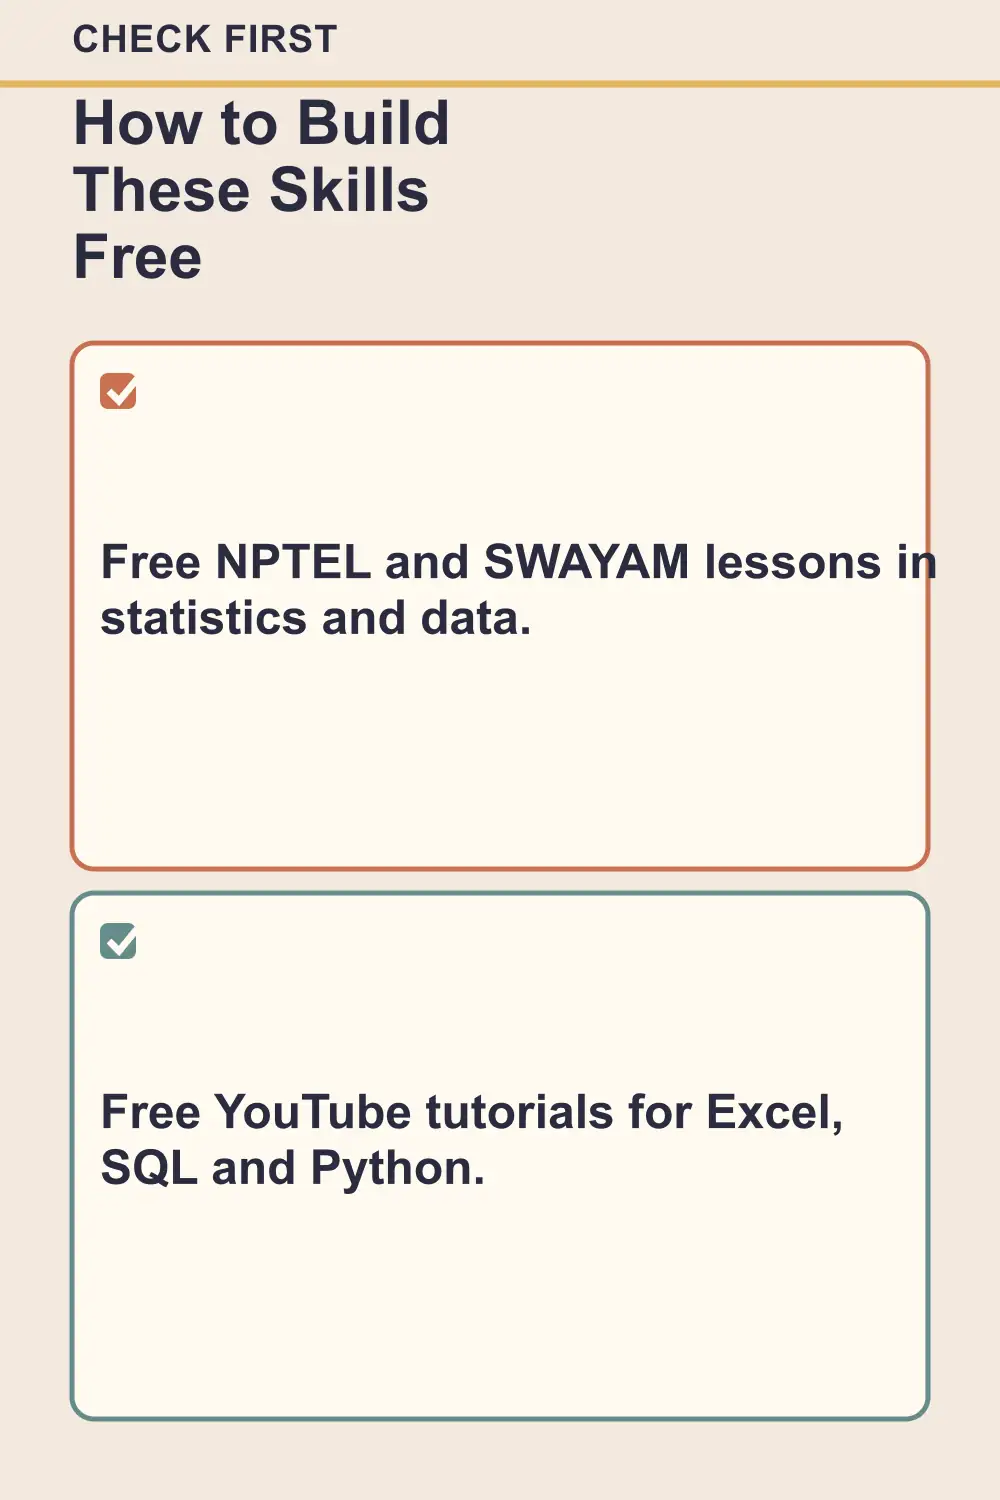 CHECK FIRST
How to Build
These Skills
Free
Free NPTEL and SWAYAM lessons in
statistics and data.
Free YouTube tutorials for Excel,
SQL and Python.